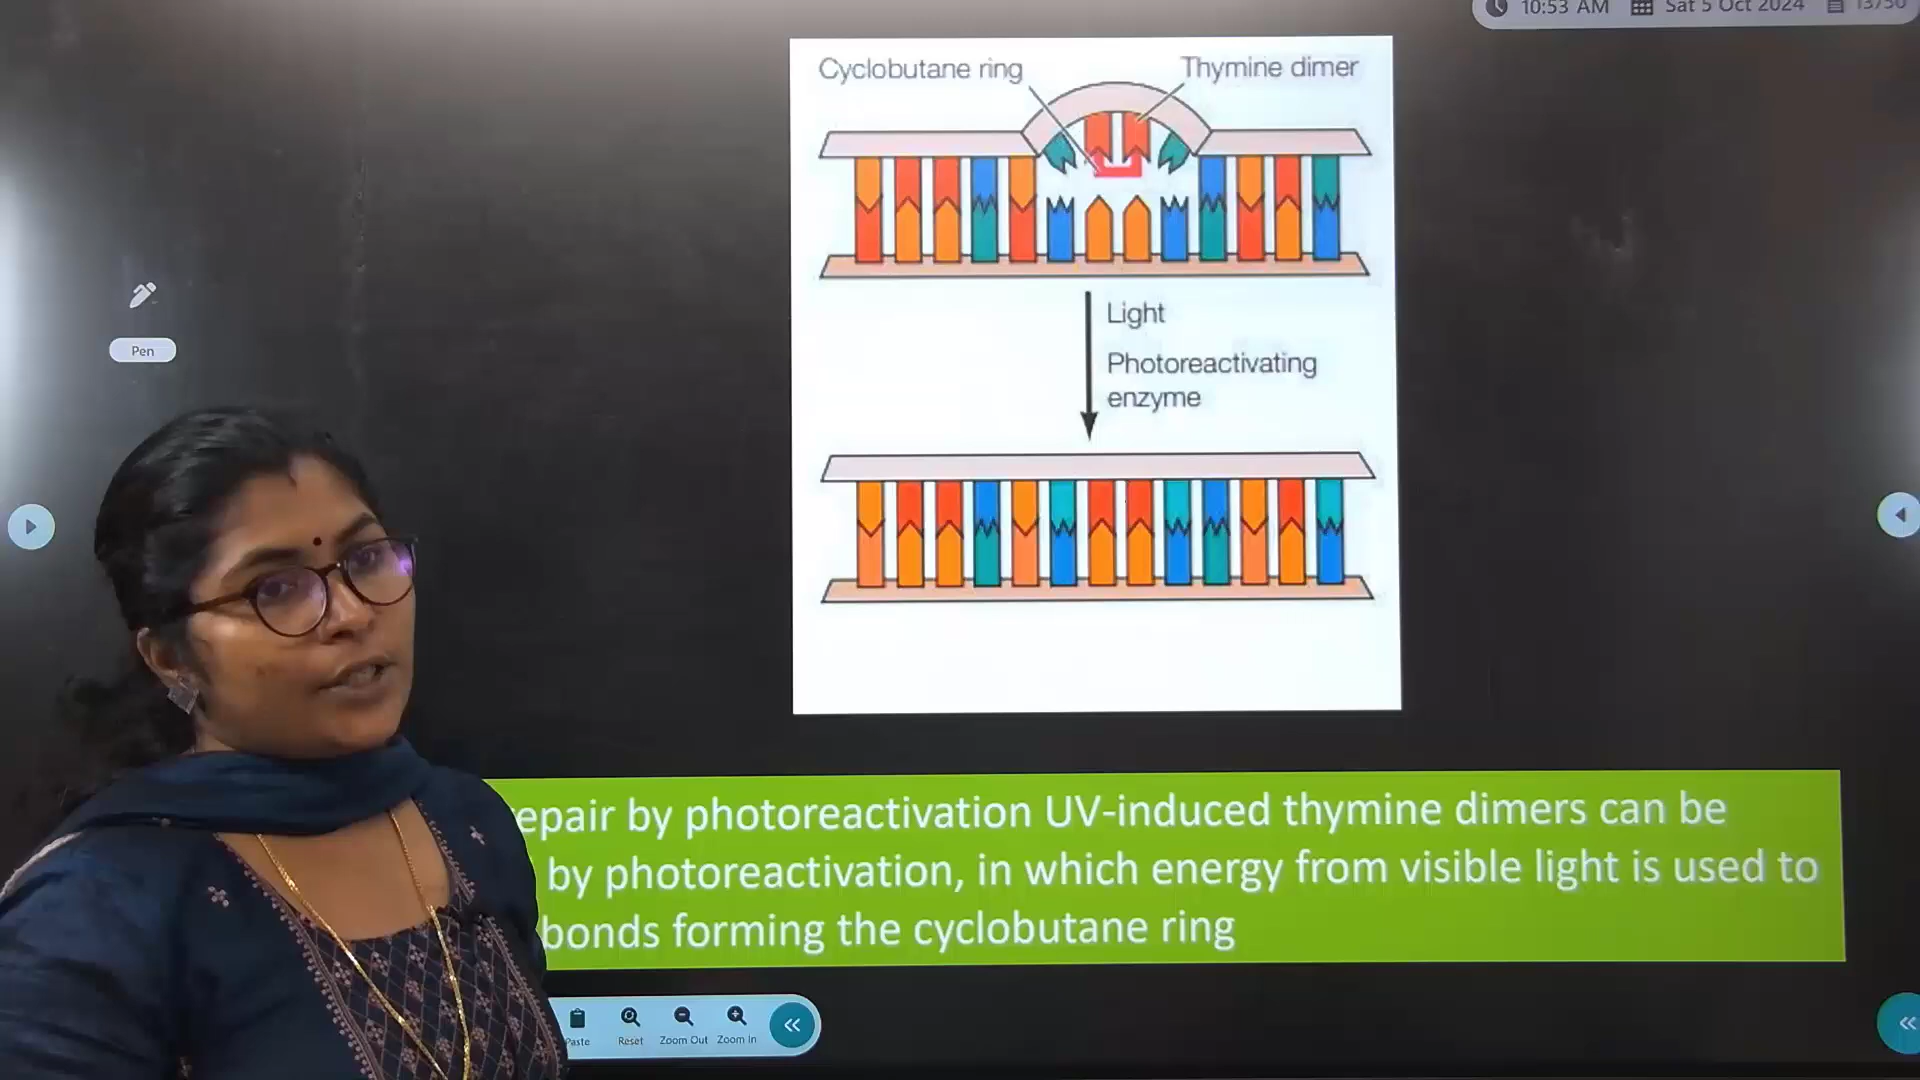 10:53 AM Sat 5 Oct 2024 13/50
Cyclobutane ring
Thymine dimer
Light
Photoreactivating
enzyme
Pen
epair by photoreactivation UV-induced thymine dimers can be
by photoreactivation, in which energy from visible light is used to
bonds forming the cyclobutane ring
Paste Reset Zoom Out Zoom In